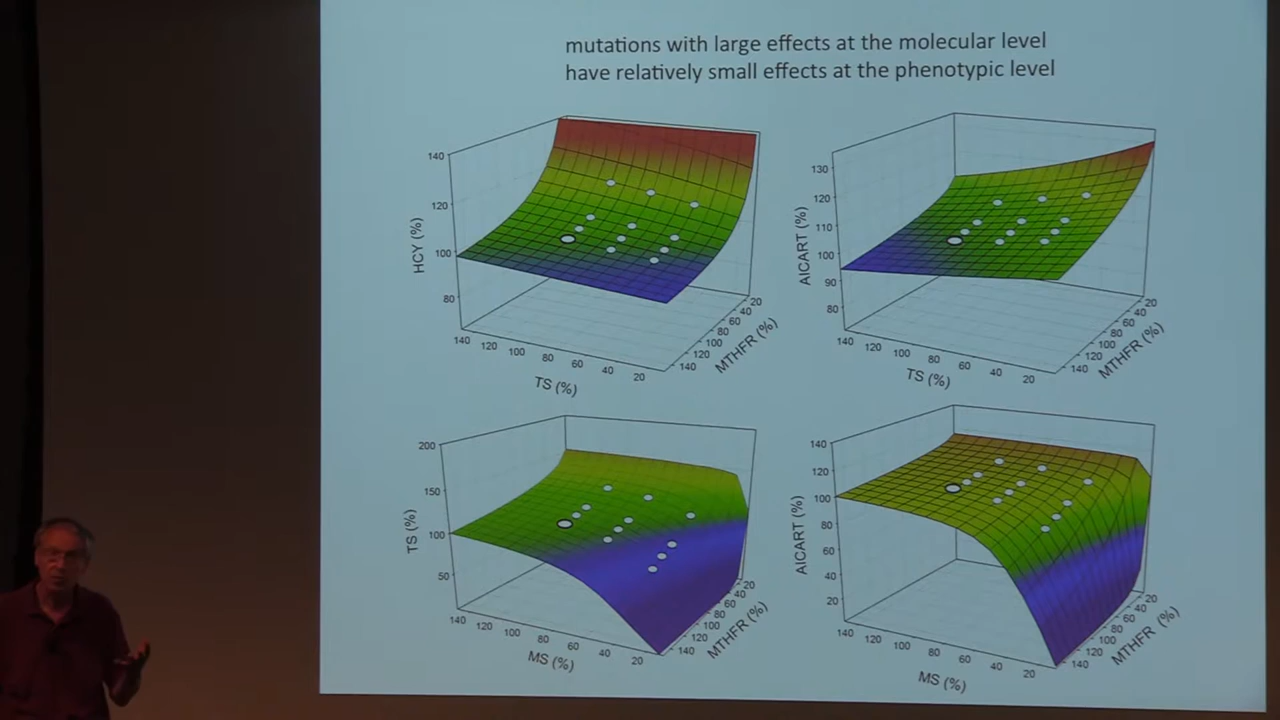 mutations with large effects at the molecular level
have relatively small effects at the phenotypic level
140
120
100
80
HCY (%)
140 120 100 80 60 40 20
TS (%)
20
40
60
80
100
120
140
MTHFR (%)
130
120
110
100
90
80
AICART (%)
140 120 100 80 60 40 20
TS (%)
20
40
60
80
100
120
140
MTHFR (%)
200
150
100
50
TS (%)
140 120 100 80 60 40 20
MS (%)
20
40
60
80
100
120
140
MTHFR (%)
140
120
100
80
60
40
20
AICART (%)
140 120 100 80 60 40 20
MS (%)
20
40
60
80
100
120
140
MTHFR (%)